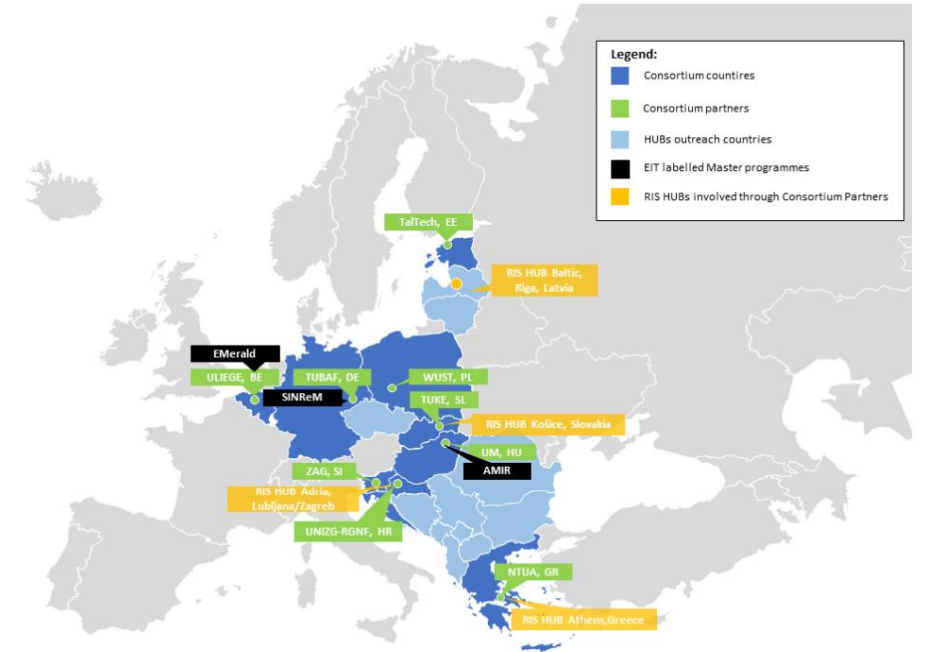 Legend:
Consortium countires
Consortium partners
HUBs outreach countries
EIT labelled Master programmes
RIS HUBs involved through Consortium Partners
TalTech, EE
RIS HUB Baltic,
Riga, Latvia
EMerald
ULIEGE, BE
TUBAF, DE
WUST, PL
SINReM
TUKE, SL
RIS HUB Košice, Slovakia
UM, HU
ZAG, SI
AMIR
RIS HUB Adria,
Lubljana/Zagreb
UNIZG-RGNF, HR
NTUA, GR
RIS HUB Athens,Greece